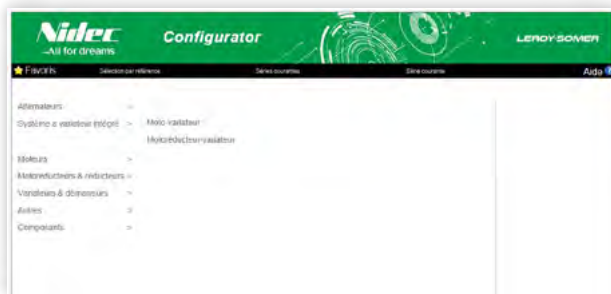 Nidec
—All for dreams
Configurator
LEROY-SOMER
Favoris
Sélection par référence
Séries courantes
Série courante
Aide
Alternateurs >
Système à variateur intégré >
Moto-variateur
Motoréducteur-variateur
Moteurs >
Motoréducteurs & réducteurs >
Variateurs & démarreurs >
Autres >
Composants >